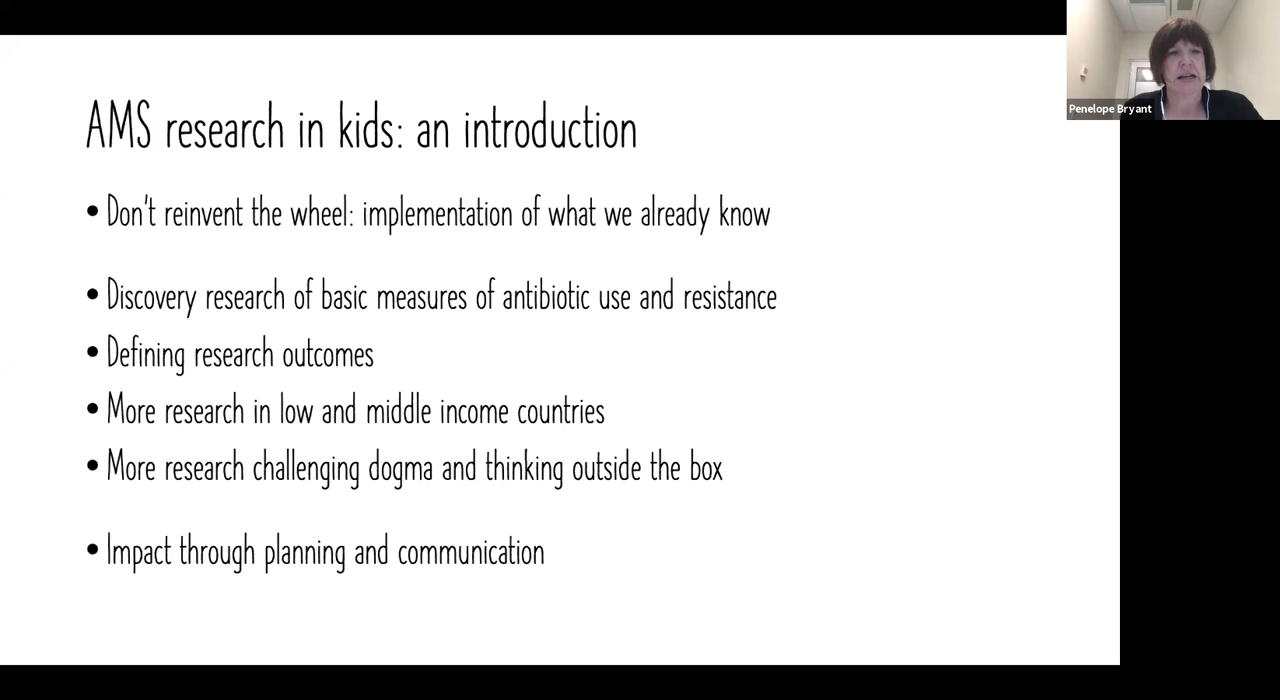 AMS research in kids: an introduction
• Don't reinvent the wheel: implementation of what we already know
• Discovery research of basic measures of antibiotic use and resistance
• Defining research outcomes
• More research in low and middle income countries
• More research challenging dogma and thinking outside the box
• Impact through planning and communication
Penelope Bryant